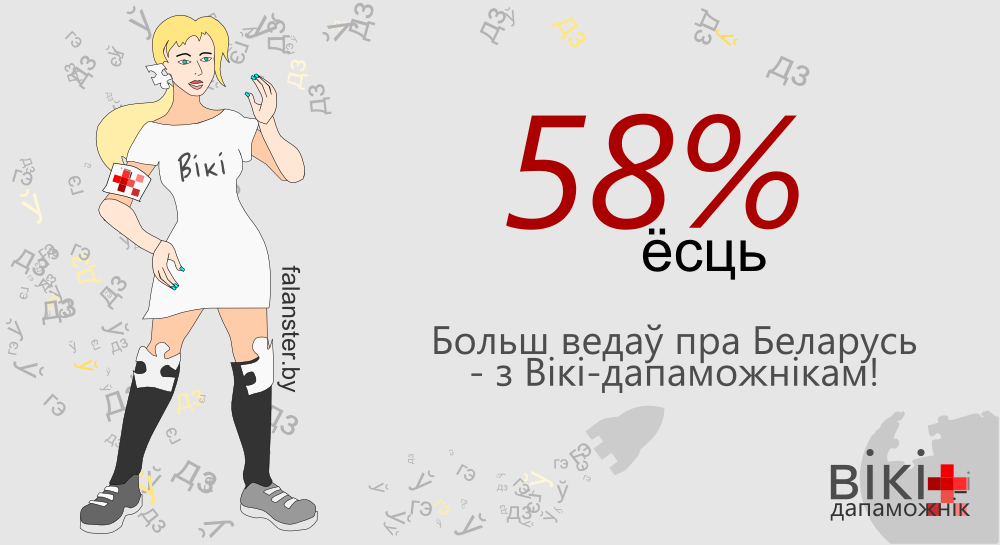 58%
ёсць
Больш ведаў пра Беларусь
- з Вікі-дапаможнікам!
Вікі
falanster.by
вікі
дапаможнік